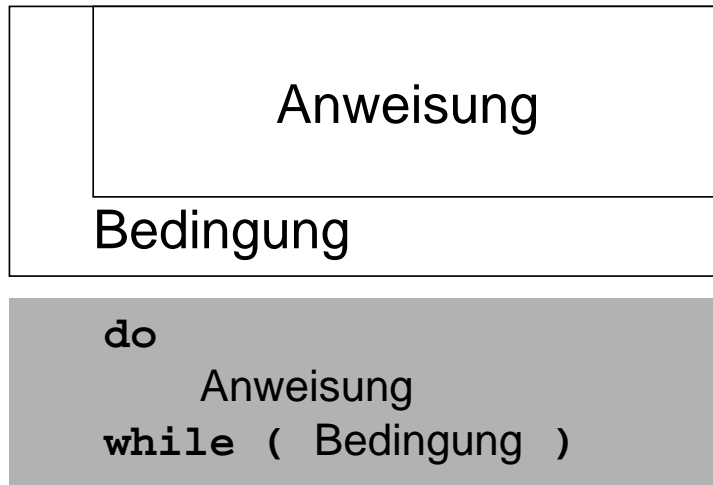 Anweisung
Bedingung
do
Anweisung
while ( Bedingung )